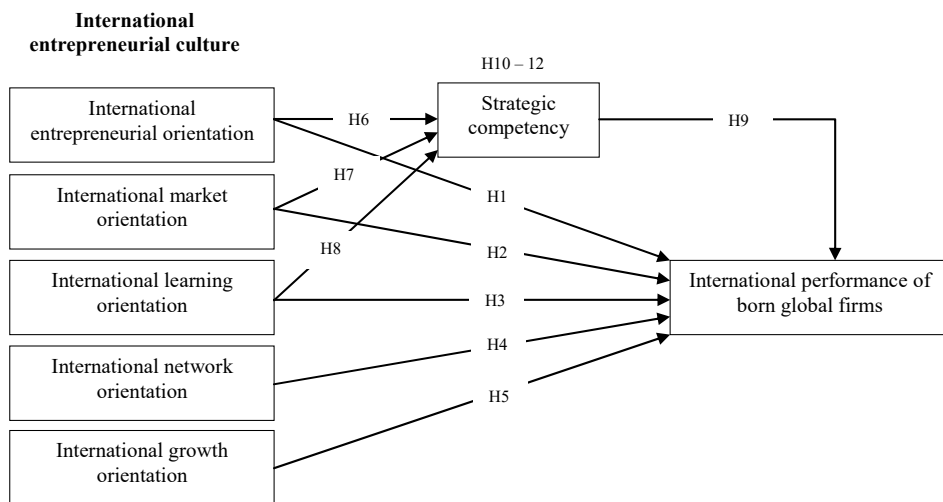 International
entrepreneurial culture
H10 – 12
International
entrepreneurial orientation
H6
Strategic
competency
H9
H7
International market
orientation
H1
H8
H2
International learning
orientation
H3
International performance of
born global firms
International network
orientation
H4
H5
International growth
orientation